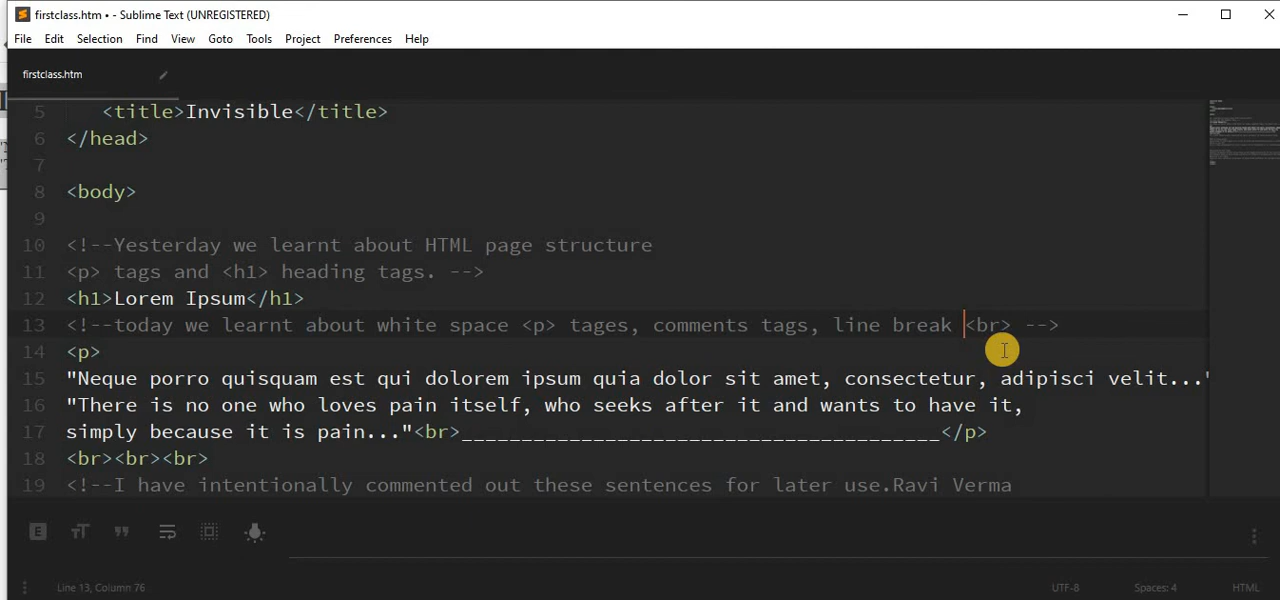 firstclass.htm • - Sublime Text (UNREGISTERED)
File Edit Selection Find View Goto Tools Project Preferences Help
firstclass.htm
5 <title>Invisible</title>
6 </head>
7
8 <body>
9
10 <!--Yesterday we learnt about HTML page structure
11 <p> tags and <h1> heading tags. -->
12 <h1>Lorem Ipsum</h1>
13 <!--today we learnt about white space <p> tages, comments tags, line break <br> -->
14 <p>
15 "Neque porro quisquam est qui dolorem ipsum quia dolor sit amet, consectetur, adipisci velit..."
16 "There is no one who loves pain itself, who seeks after it and wants to have it,
17 simply because it is pain..."<br>________________________________________</p>
18 <br><br><br>
19 <!--I have intentionally commented out these sentences for later use.Ravi Verma
Line 13, Column 76 UTF-8 Spaces: 4 HTML